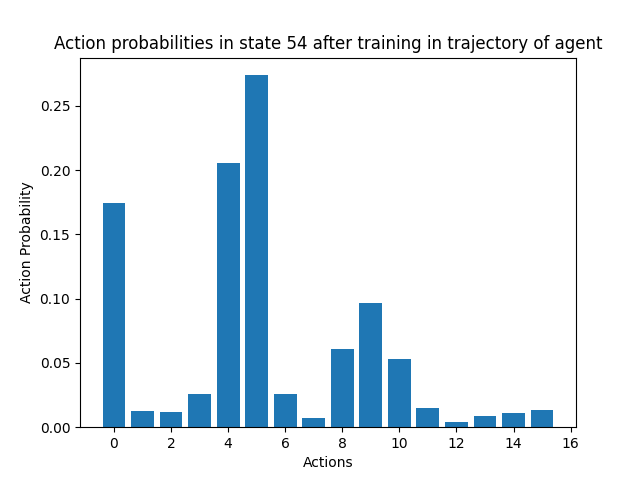 Action probabilities in state 54 after training in trajectory of agent
0.25
0.20
0.15
0.10
0.05
0.00
Action Probability
0 2 4 6 8 10 12 14 16
Actions